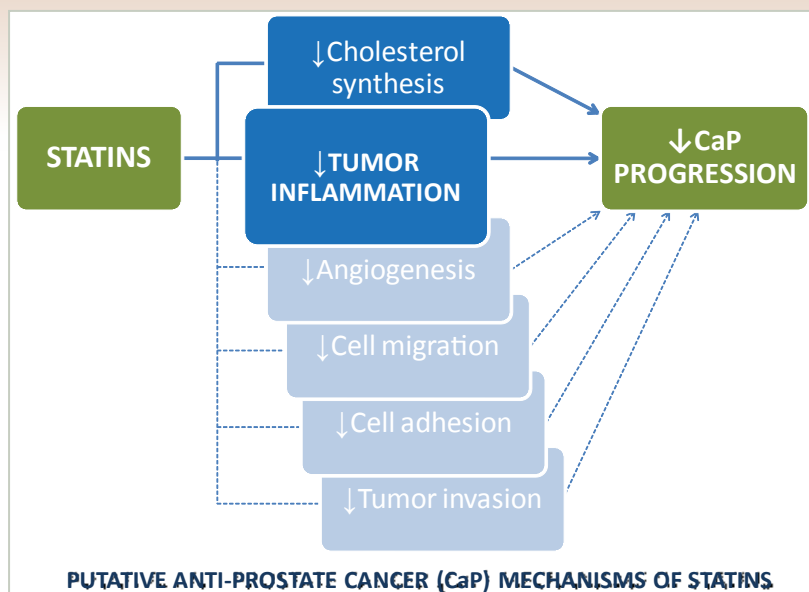 ↓Cholesterol
synthesis
STATINS
↓TUMOR
INFLAMMATION
↓CaP
PROGRESSION
↓Angiogenesis
↓Cell migration
↓Cell adhesion
↓Tumor invasion
PUTATIVE ANTI-PROSTATE CANCER (CaP) MECHANISMS OF STATINS